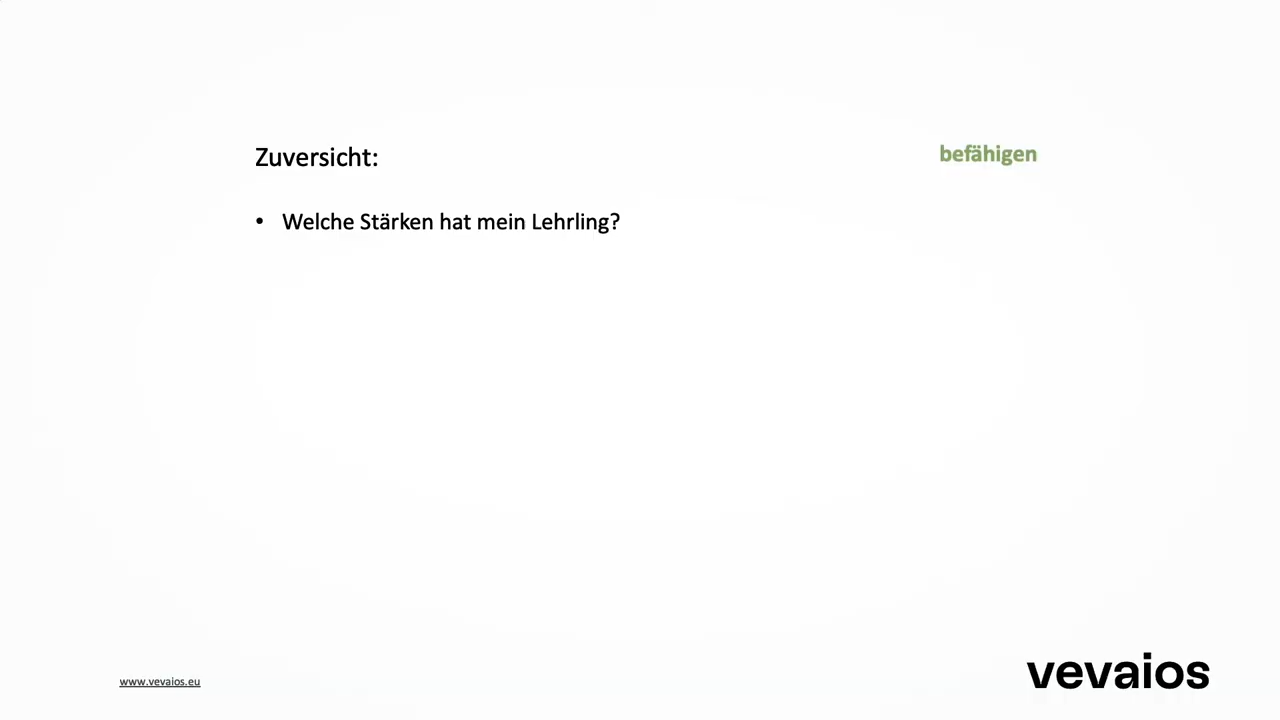 Zuversicht:
befähigen
• Welche Stärken hat mein Lehrling?
www.vevaios.eu
vevaios